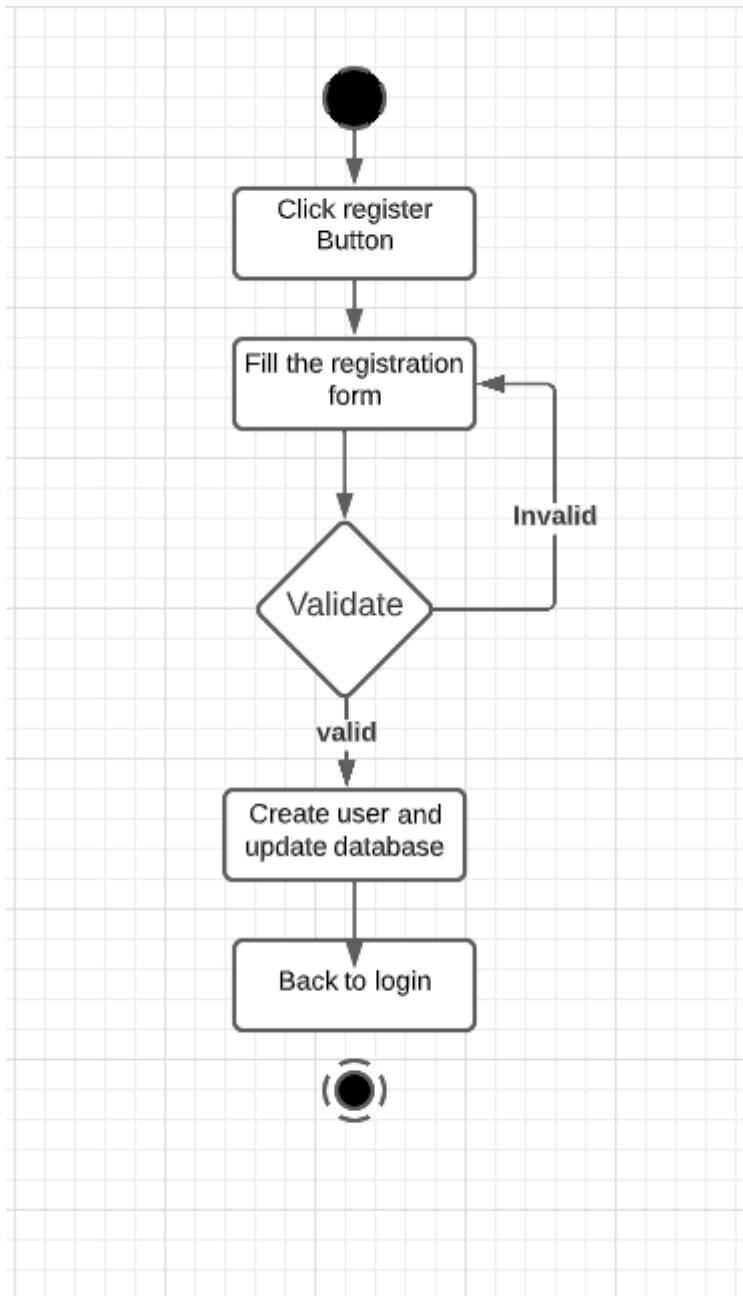 Click register
Button
Fill the registration
form
Invalid
Validate
valid
Create user and
update database
Back to login